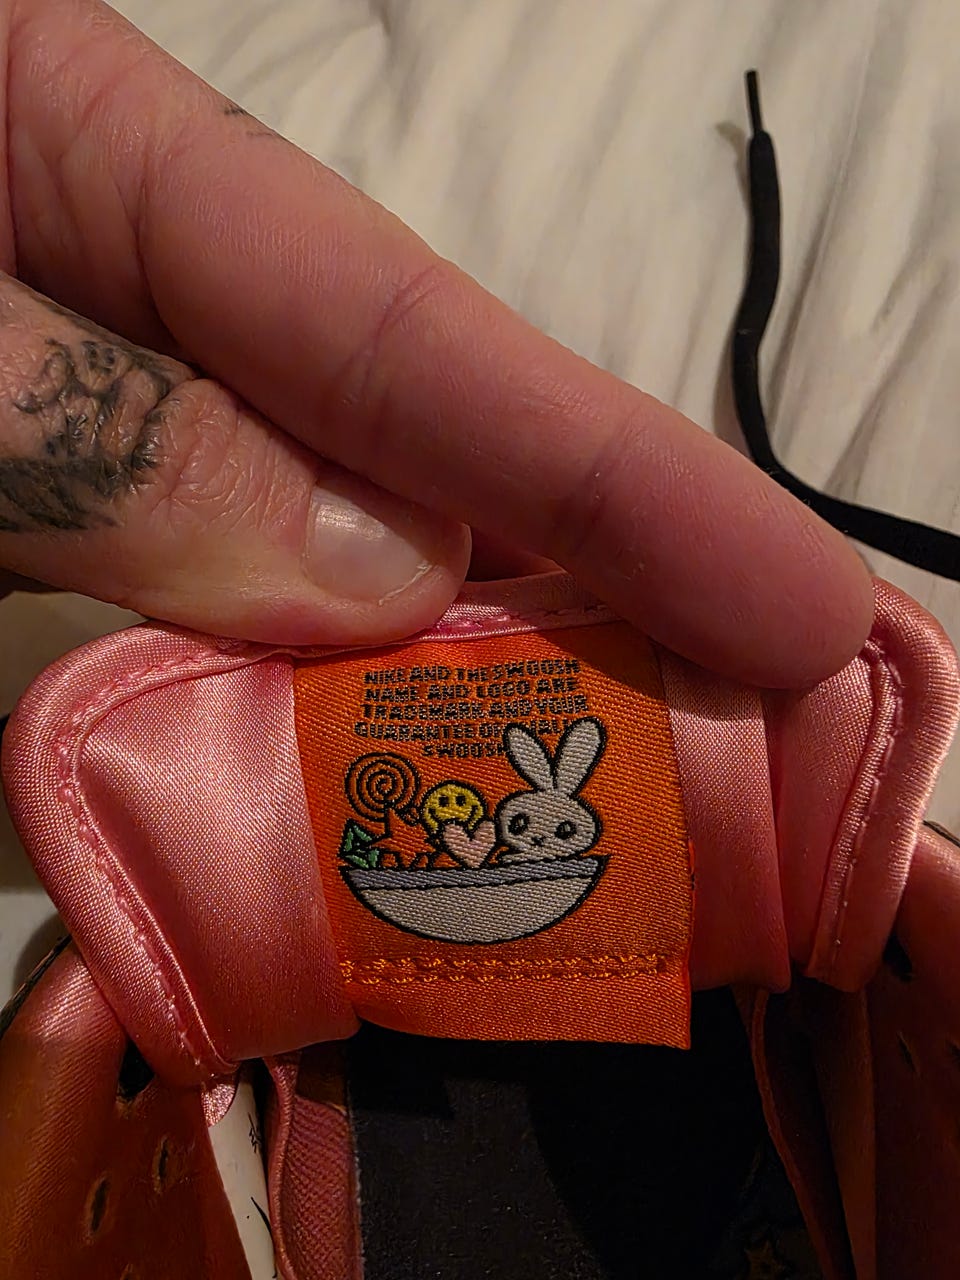 NIKE AND THE SWOOSH
NAME AND LOGO ARE
TRADEMARK AND YOUR
GUARANTEE OF
SWOOSH